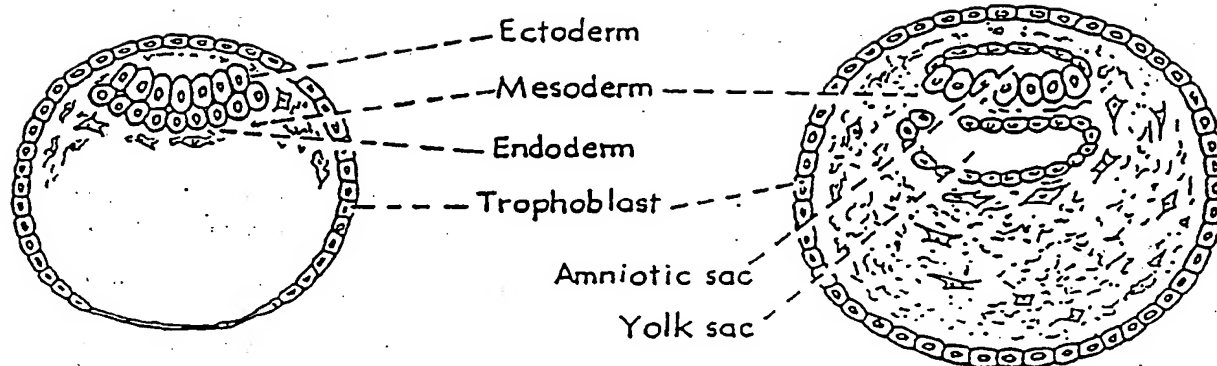 Ectoderm
Mesoderm
Endoderm
Trophoblast
Amniotic sac
Yolk sac